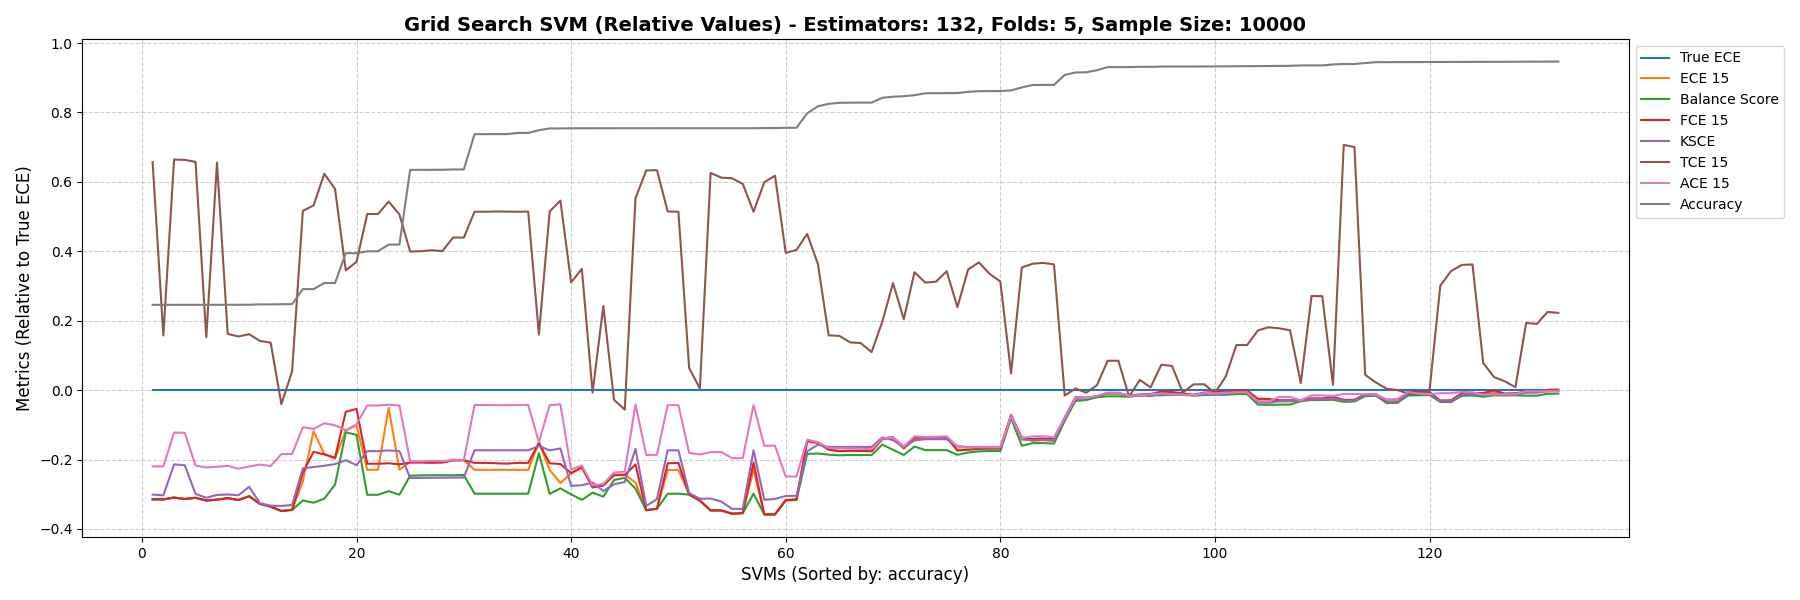 Grid Search SVM (Relative Values) - Estimators: 132, Folds: 5, Sample Size: 10000
Metrics (Relative to True ECE)
1.0
0.8
0.6
0.4
0.2
0.0
−0.2
−0.4
0 20 40 60 80 100 120
SVMs (Sorted by: accuracy)
True ECE
ECE 15
Balance Score
FCE 15
KSCE
TCE 15
ACE 15
Accuracy